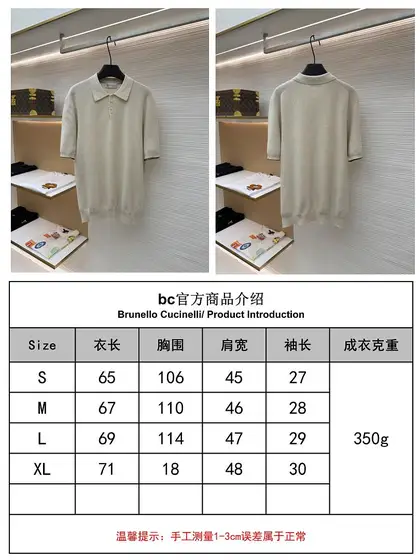 bc官方商品介绍
Brunello Cucinelli/ Product Introduction
Size 衣长 胸围 肩宽 袖长 成衣克重
S 65 106 45 27
M 67 110 46 28
L 69 114 47 29
XL 71 18 48 30
350g
温馨提示：手工测量1-3cm误差属于正常